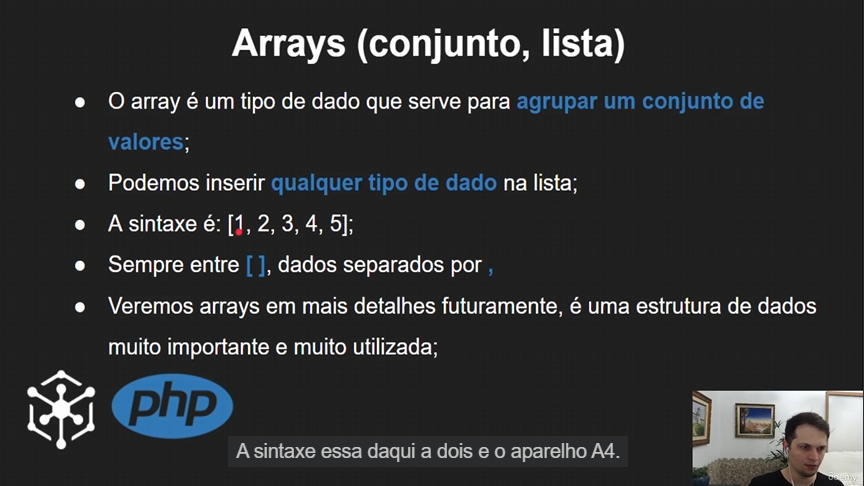 Arrays (conjunto, lista)
● O array é um tipo de dado que serve para agrupar um conjunto de
valores;
● Podemos inserir qualquer tipo de dado na lista;
● A sintaxe é: [1, 2, 3, 4, 5];
● Sempre entre [ ], dados separados por ,
● Veremos arrays em mais detalhes futuramente, é uma estrutura de dados
muito importante e muito utilizada;
php
A sintaxe essa daqui a dois e o aparelho A4.
Udemy